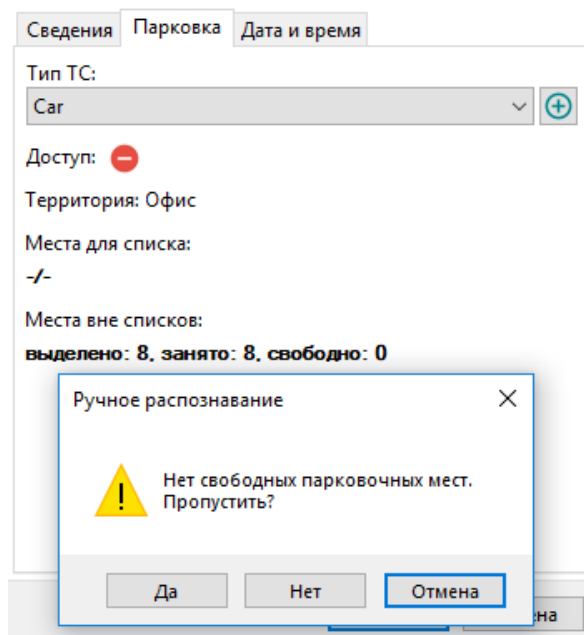 Сведения Парковка Дата и время
Тип ТС:
Car
Доступ:
Территория: Офис
Места для списка:
-/-
Места вне списков:
выделено: 8, занято: 8, свободно: 0
Ручное распознавание
Нет свободных парковочных мест.
Пропустить?
Да Нет Отмена
на